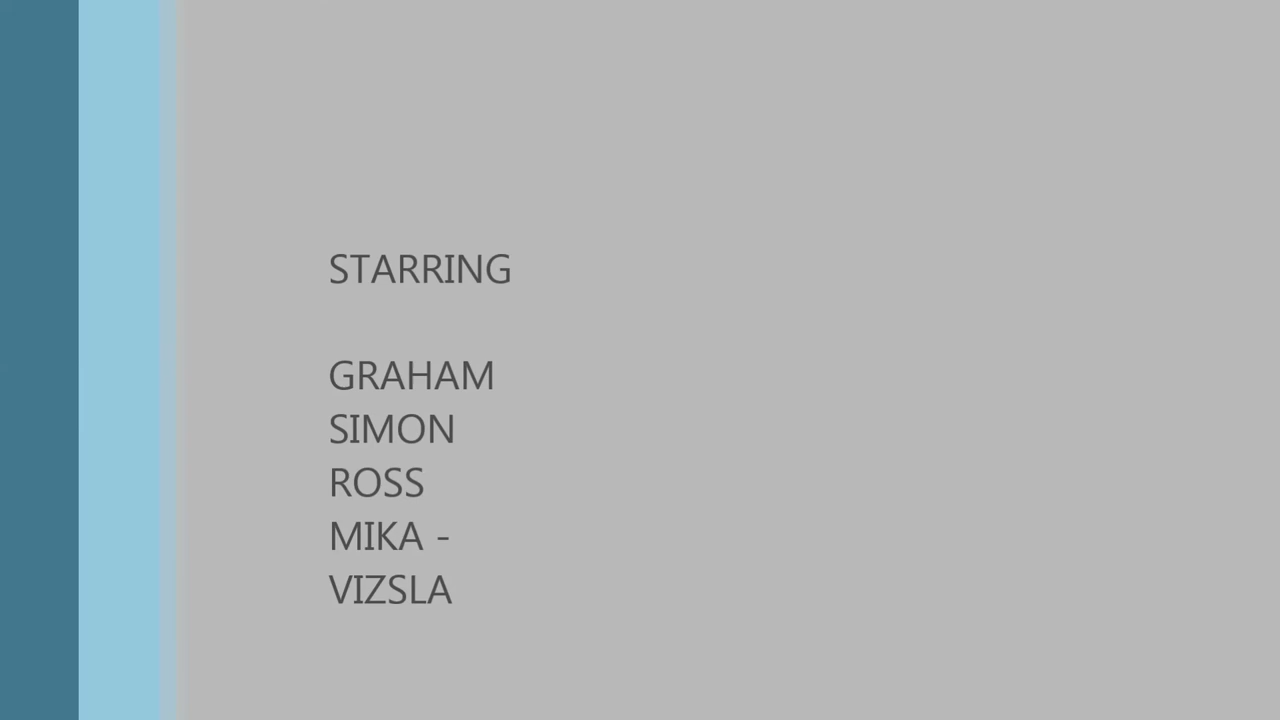 STARRING
GRAHAM
SIMON
ROSS
MIKA -
VIZSLA